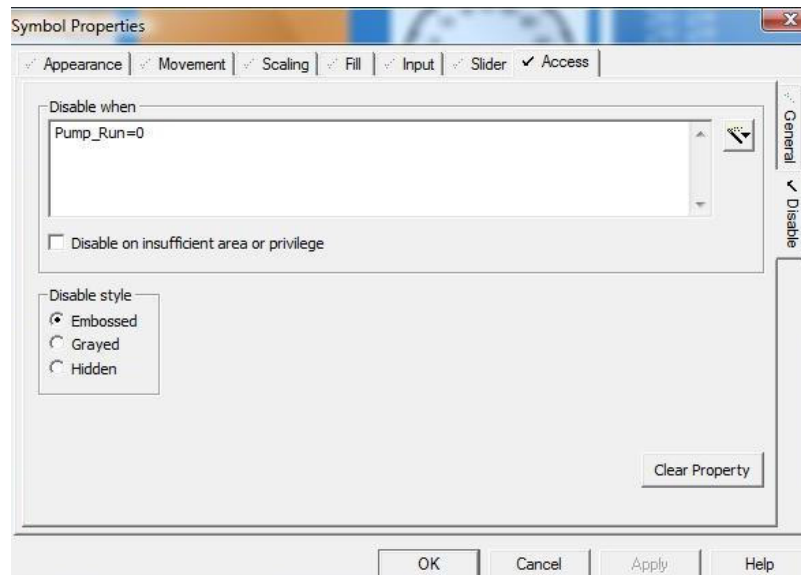 Symbol Properties
x
Appearance Movement Scaling Fill Input Slider Access
General
Disable
Disable when
Pump_Run=0
Disable on insufficient area or privilege
Disable style
Embossed
Grayed
Hidden
Clear Property
OK Cancel Apply Help